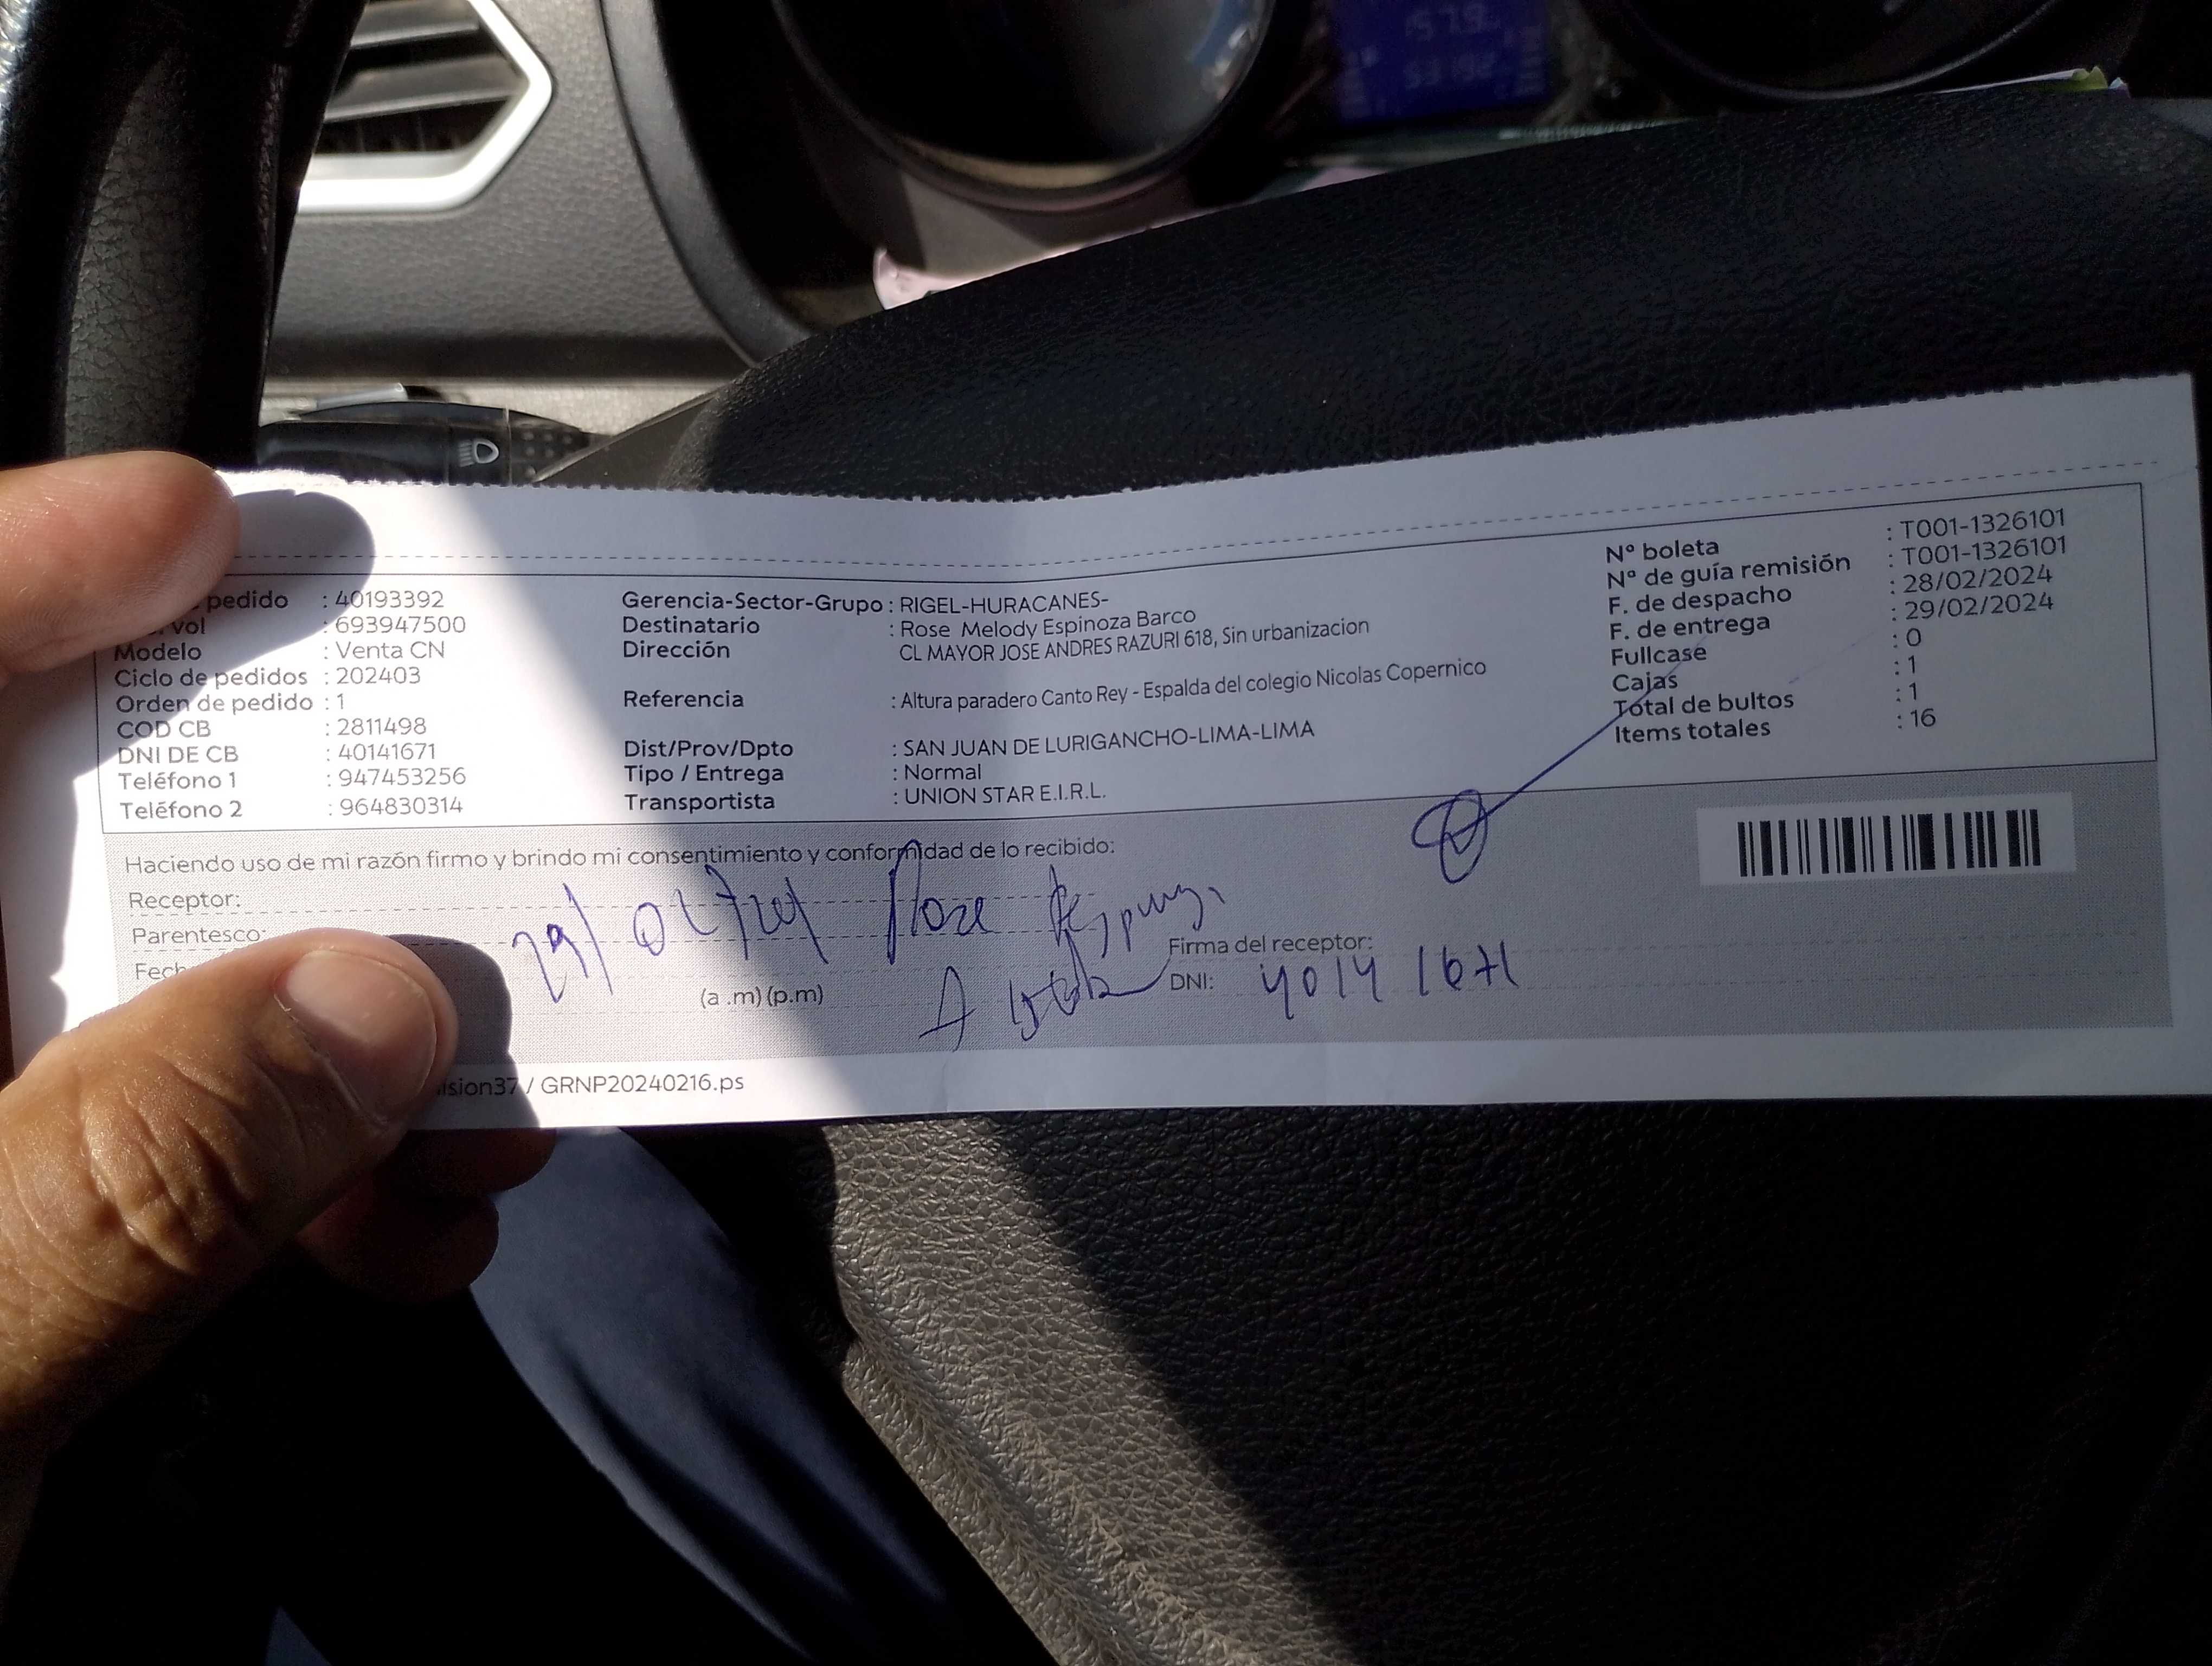 pedido : 40193392
vol : 693947500
Modelo : Venta CN
Ciclo de pedidos : 202403
Orden de pedido : 1
COD CB : 2811498
DNI DE CB : 40141671
Teléfono 1 : 947453256
Teléfono 2 : 964830314
Gerencia-Sector-Grupo : RIGEL-HURACANES-
Destinatario : Rose Melody Espinoza Barco
Dirección CL MAYOR JOSE ANDRES RAZURI 618, Sin urbanizacion
Referencia : Altura paradero Canto Rey - Espalda del colegio Nicolas Copernico
Dist/Prov/Dpto : SAN JUAN DE LURIGANCHO-LIMA-LIMA
Tipo / Entrega : Normal
Transportista : UNION STAR E.I.R.L.
N° boleta : T001-1326101
N° de guía remisión : T001-1326101
F. de despacho : 28/02/2024
F. de entrega : 29/02/2024
Fullcase : 0
Cajas : 1
Total de bultos : 1
Items totales : 16
Haciendo uso de mi razón firmo y brindo mi consentimiento y conformidad de lo recibido:
Receptor:
Parentesco:
Fech
(a .m) (p.m)
Rose
Firma del receptor:
DNI: 40141671
ision37 / GRNP20240216.ps